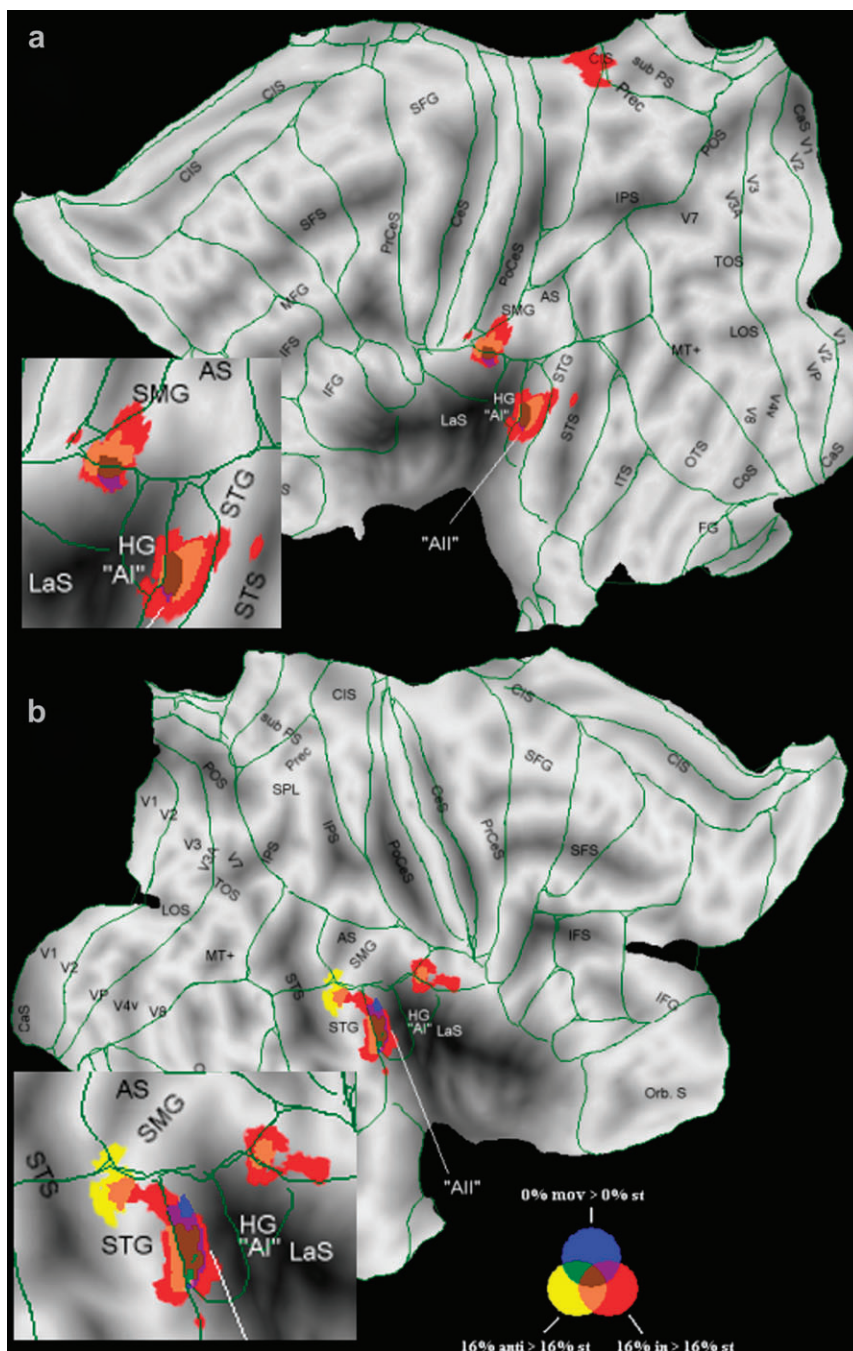 a
CIS
sub PS
CIS
SFG
Prec
CaS V1
V2
CIS
POS
V3
V3A
IPS
V7
SFS
PrCeS
CeS
PoCeS
TOS
MFG
AS
SMG
IFS
IFG
MT+
LOS
V1
V2
VP
STG
HG
"AI"
LaS
STS
V8
V4v
OTS
ITS
CoS
CaS
FG
S
"AII"
AS
SMG
STG
HG
"AI"
LaS
STS
b
CIS
sub PS
Prec
CIS
CIS
SFG
POS
SPL
V1
V2
CeS
V3
V3A
V7
IPS
IPS
PoCeS
PrCeS
SFS
TOS
LOS
AS
SMG
IFS
V1
V2
MT+
STS
VP
V4v
V8
CaS
IFG
STG
HG
"AI" LaS
Orb. S
"AII"
AS
SMG
STS
STG
HG
"AI" LaS
0% mov > 0% st
16% anti > 16% st
16% in > 16% st